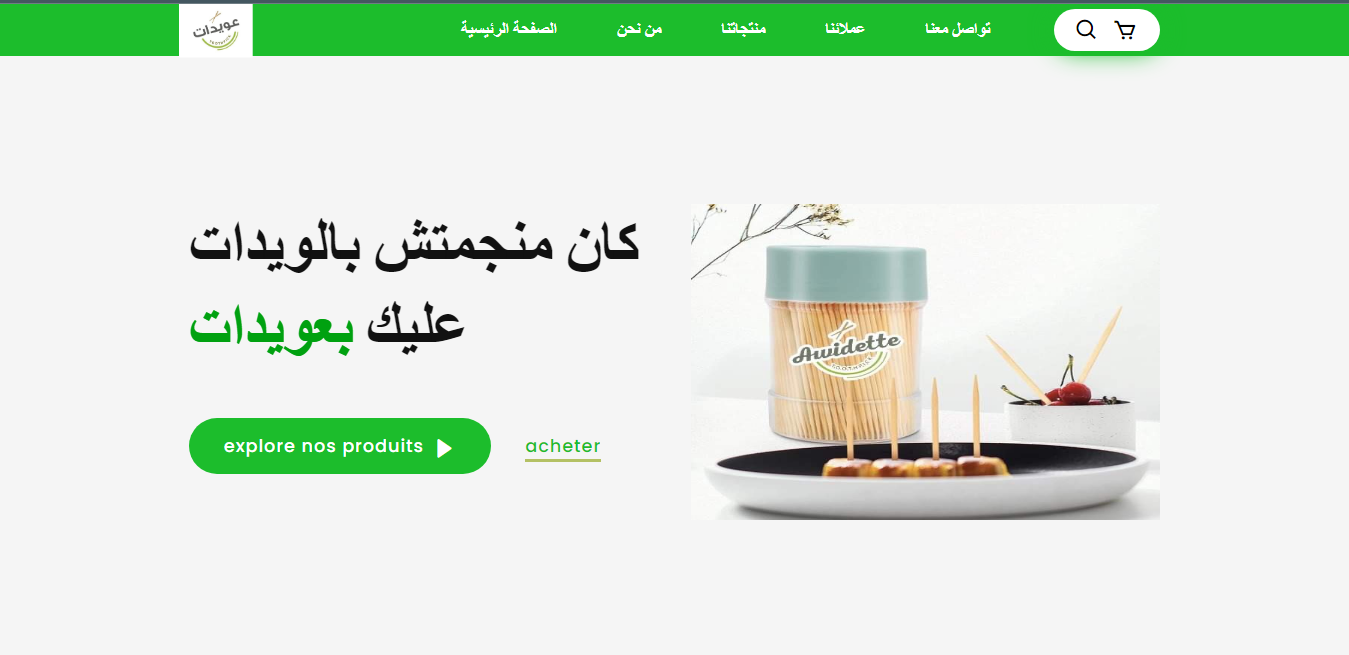 عويدات
الصفحة الرئيسية
من نحن
منتجاتنا
عملائنا
تواصل معنا
كان منجمتش بالويدات
عليك بعويدات
explore nos produits
acheter
Awidette